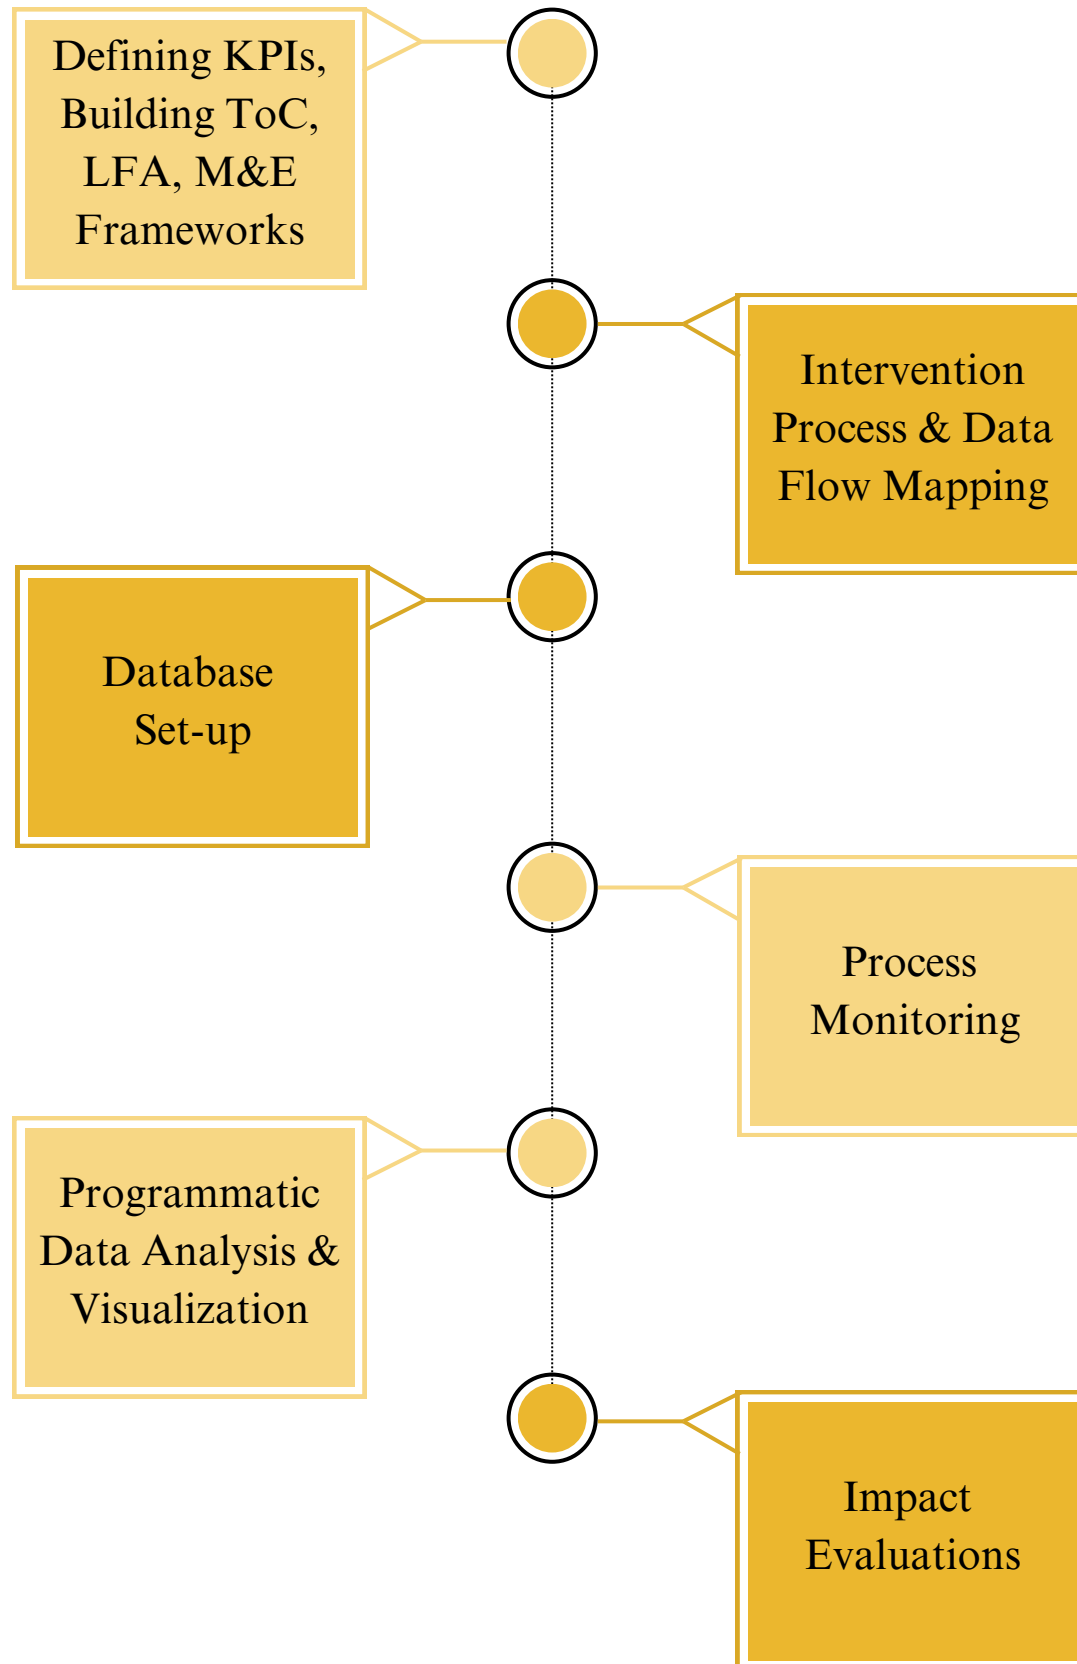 Defining KPIs,
Building ToC,
LFA, M&E
Frameworks
Intervention
Process & Data
Flow Mapping
Database
Set-up
Process
Monitoring
Programmatic
Data Analysis &
Visualization
Impact
Evaluations